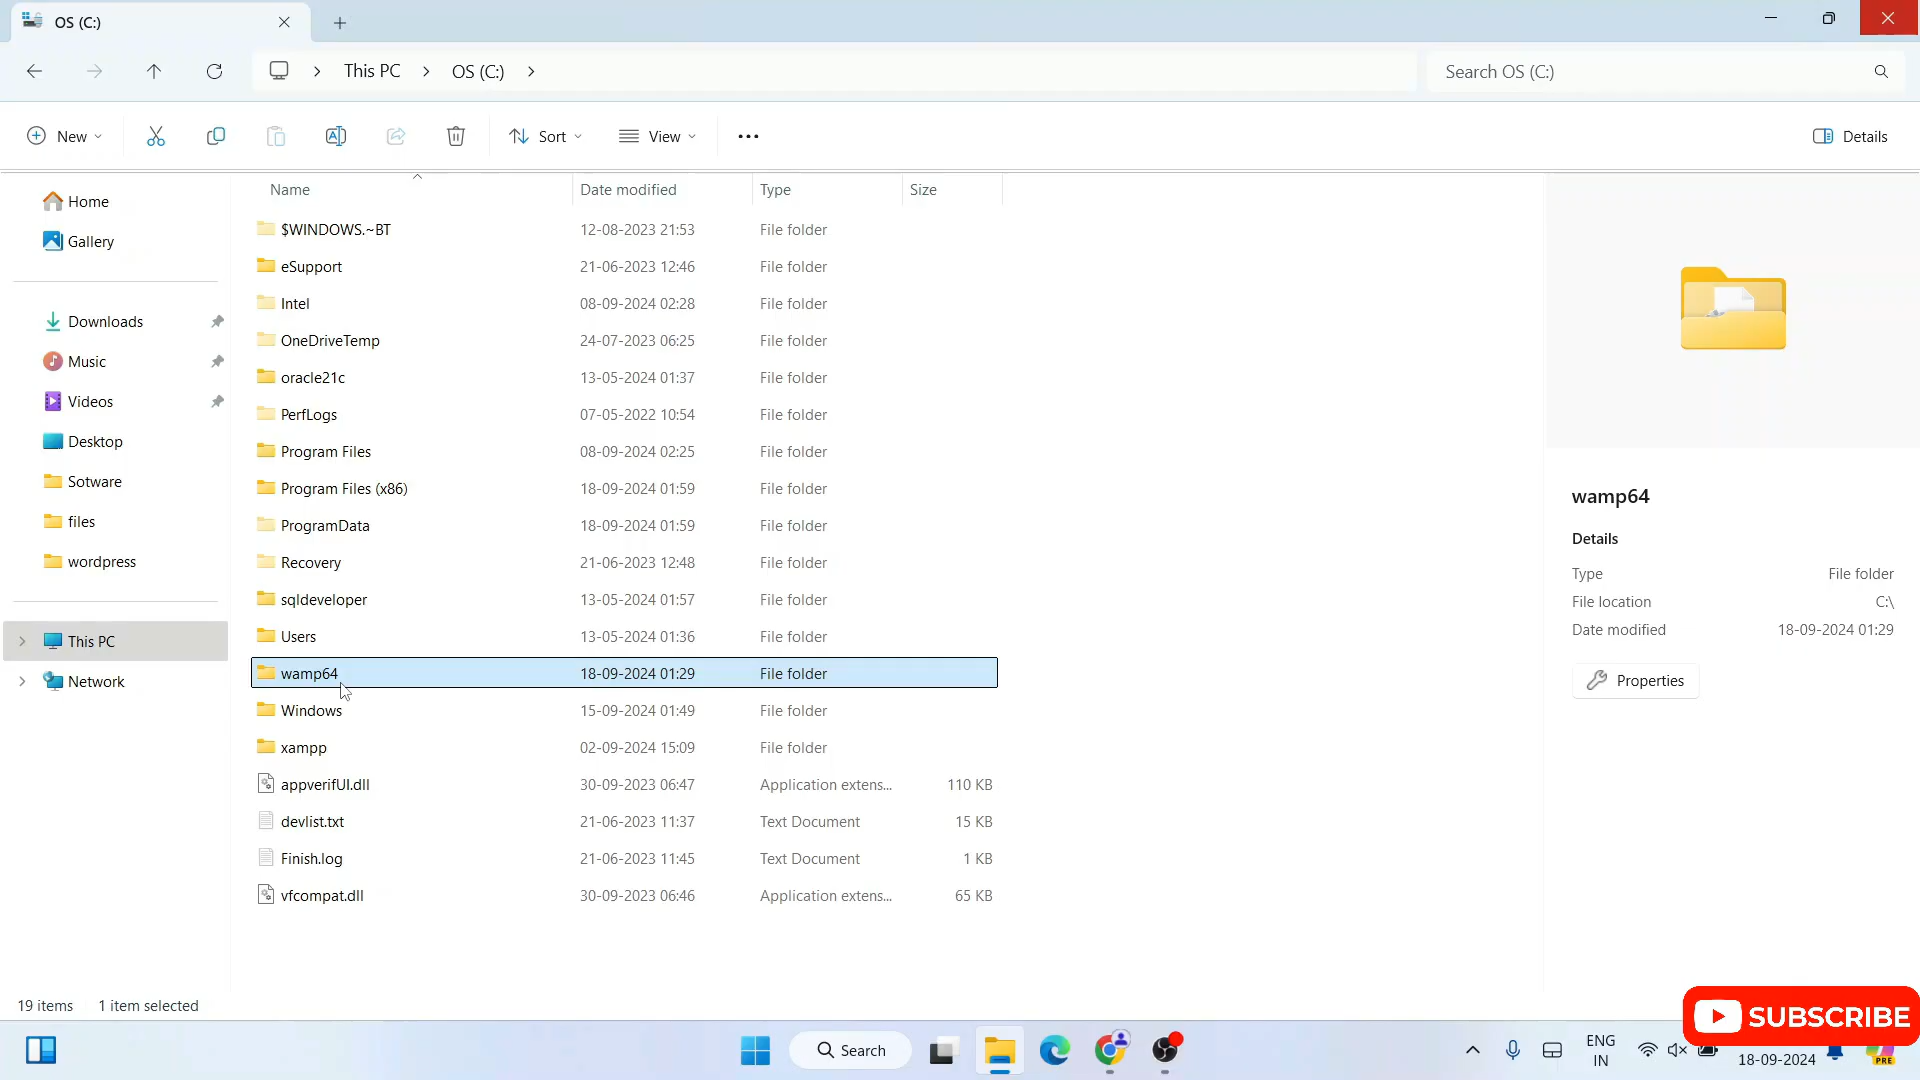 OS (C:)
This PC
OS (C:)
Search OS (C:)
New
Sort
View
Details
Name
Date modified
Type
Size
Home
Gallery
Downloads
Music
Videos
Desktop
Sotware
files
wordpress
This PC
Network
$WINDOWS.~BT 12-08-2023 21:53 File folder
eSupport 21-06-2023 12:46 File folder
Intel 08-09-2024 02:28 File folder
OneDriveTemp 24-07-2023 06:25 File folder
oracle21c 13-05-2024 01:37 File folder
PerfLogs 07-05-2022 10:54 File folder
Program Files 08-09-2024 02:25 File folder
Program Files (x86) 18-09-2024 01:59 File folder
ProgramData 18-09-2024 01:59 File folder
Recovery 21-06-2023 12:48 File folder
sqldeveloper 13-05-2024 01:57 File folder
Users 13-05-2024 01:36 File folder
wamp64 18-09-2024 01:29 File folder
Windows 15-09-2024 01:49 File folder
xampp 02-09-2024 15:09 File folder
appverifUI.dll 30-09-2023 06:47 Application extens... 110 KB
devlist.txt 21-06-2023 11:37 Text Document 15 KB
Finish.log 21-06-2023 11:45 Text Document 1 KB
vfcompat.dll 30-09-2023 06:46 Application extens... 65 KB
wamp64
Details
Type File folder
File location C:\
Date modified 18-09-2024 01:29
Properties
19 items 1 item selected
SUBSCRIBE
Search
ENG
IN
18-09-2024
PRE